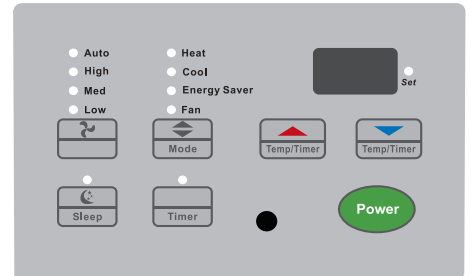 Auto
High
Med
Low
Heat
Cool
Energy Saver
Fan
Set
Mode
Temp/Timer
Temp/Timer
Sleep
Timer
Power